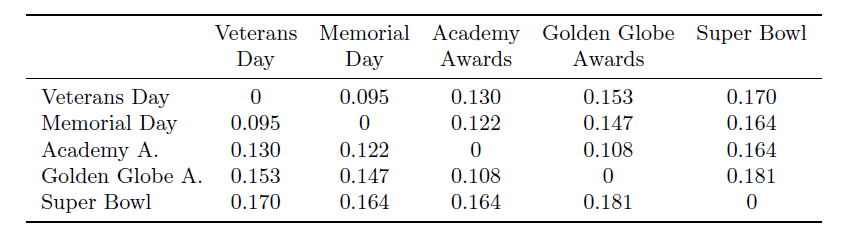 Veterans Memorial Academy Golden Globe Super Bowl
Day Day Awards Awards
Veterans Day 0 0.095 0.130 0.153 0.170
Memorial Day 0.095 0 0.122 0.147 0.164
Academy A. 0.130 0.122 0 0.108 0.164
Golden Globe A. 0.153 0.147 0.108 0 0.181
Super Bowl 0.170 0.164 0.164 0.181 0